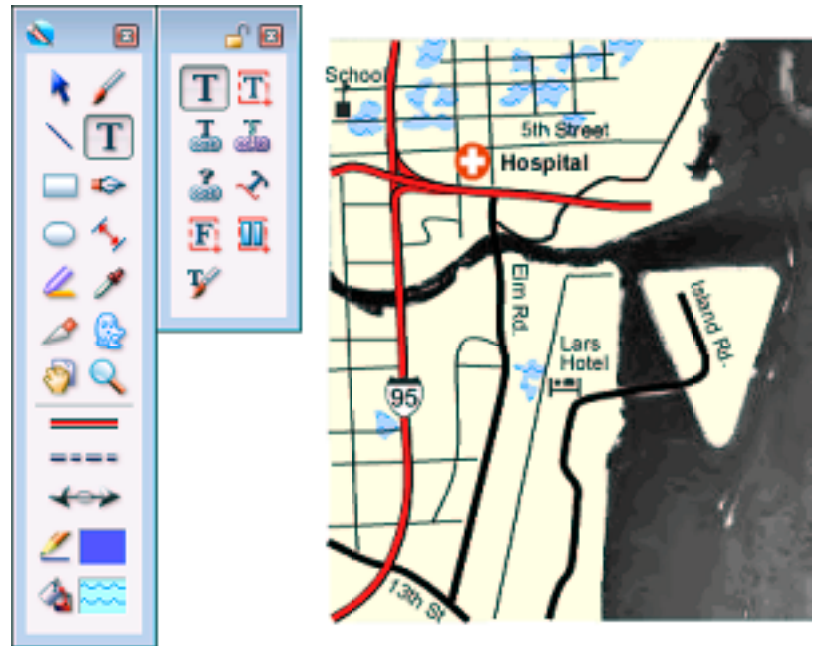 School
5th Street
Hospital
Elm Rd.
Island Rd.
Lars
Hotel
95
13th St
T
T
T
T
T
?
F
T